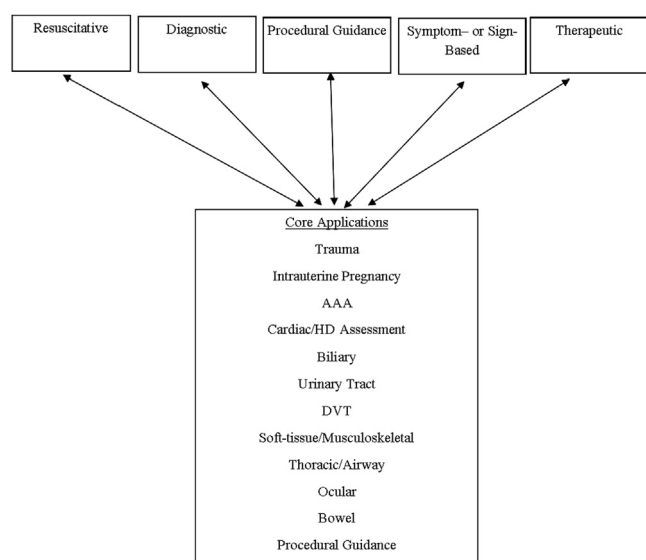 Resuscitative
Diagnostic
Procedural Guidance
Symptom– or Sign-
Based
Therapeutic
Core Applications
Trauma
Intrauterine Pregnancy
AAA
Cardiac/HD Assessment
Biliary
Urinary Tract
DVT
Soft-tissue/Musculoskeletal
Thoracic/Airway
Ocular
Bowel
Procedural Guidance